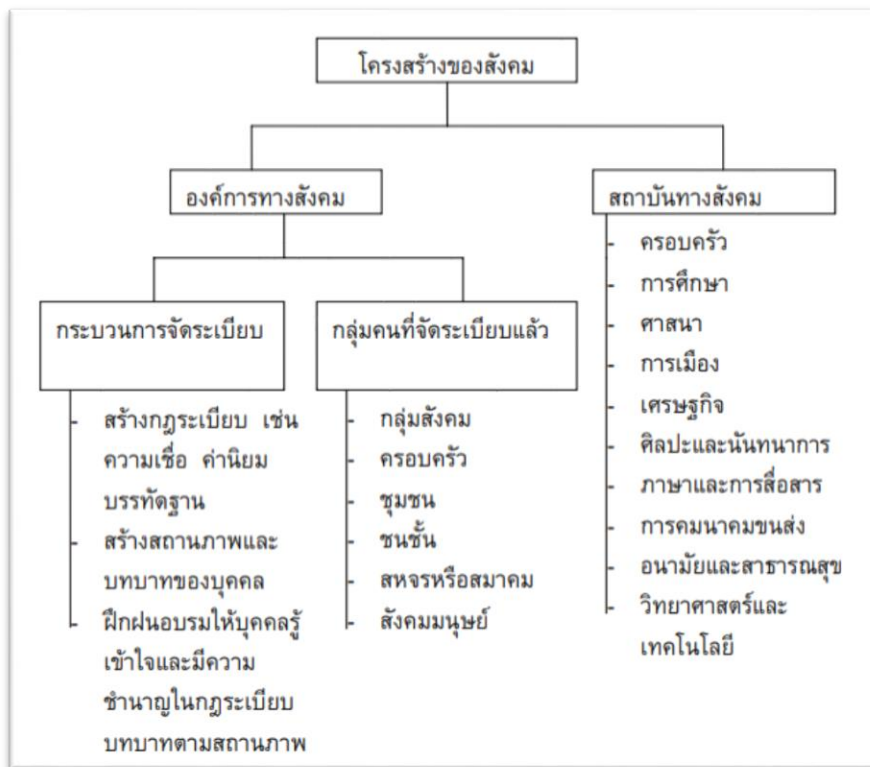 โครงสร้างของสังคม
องค์การทางสังคม
กระบวนการจัดระเบียบ
- สร้างกฎระเบียบ เช่น
ความเชื่อ ค่านิยม
บรรทัดฐาน
- สร้างสถานภาพและ
บทบาทของบุคคล
- ฝึกฝนอบรมให้บุคคลรู้
เข้าใจและมีความ
ชำนาญในกฎระเบียบ
บทบาทตามสถานภาพ
กลุ่มคนที่จัดระเบียบแล้ว
- กลุ่มสังคม
- ครอบครัว
- ชุมชน
- ชนชั้น
- สหจรหรือสมาคม
- สังคมมนุษย์
สถาบันทางสังคม
- ครอบครัว
- การศึกษา
- ศาสนา
- การเมือง
- เศรษฐกิจ
- ศิลปะและนันทนาการ
- ภาษาและการสื่อสาร
- การคมนาคมขนส่ง
- อนามัยและสาธารณสุข
- วิทยาศาสตร์และ
เทคโนโลยี